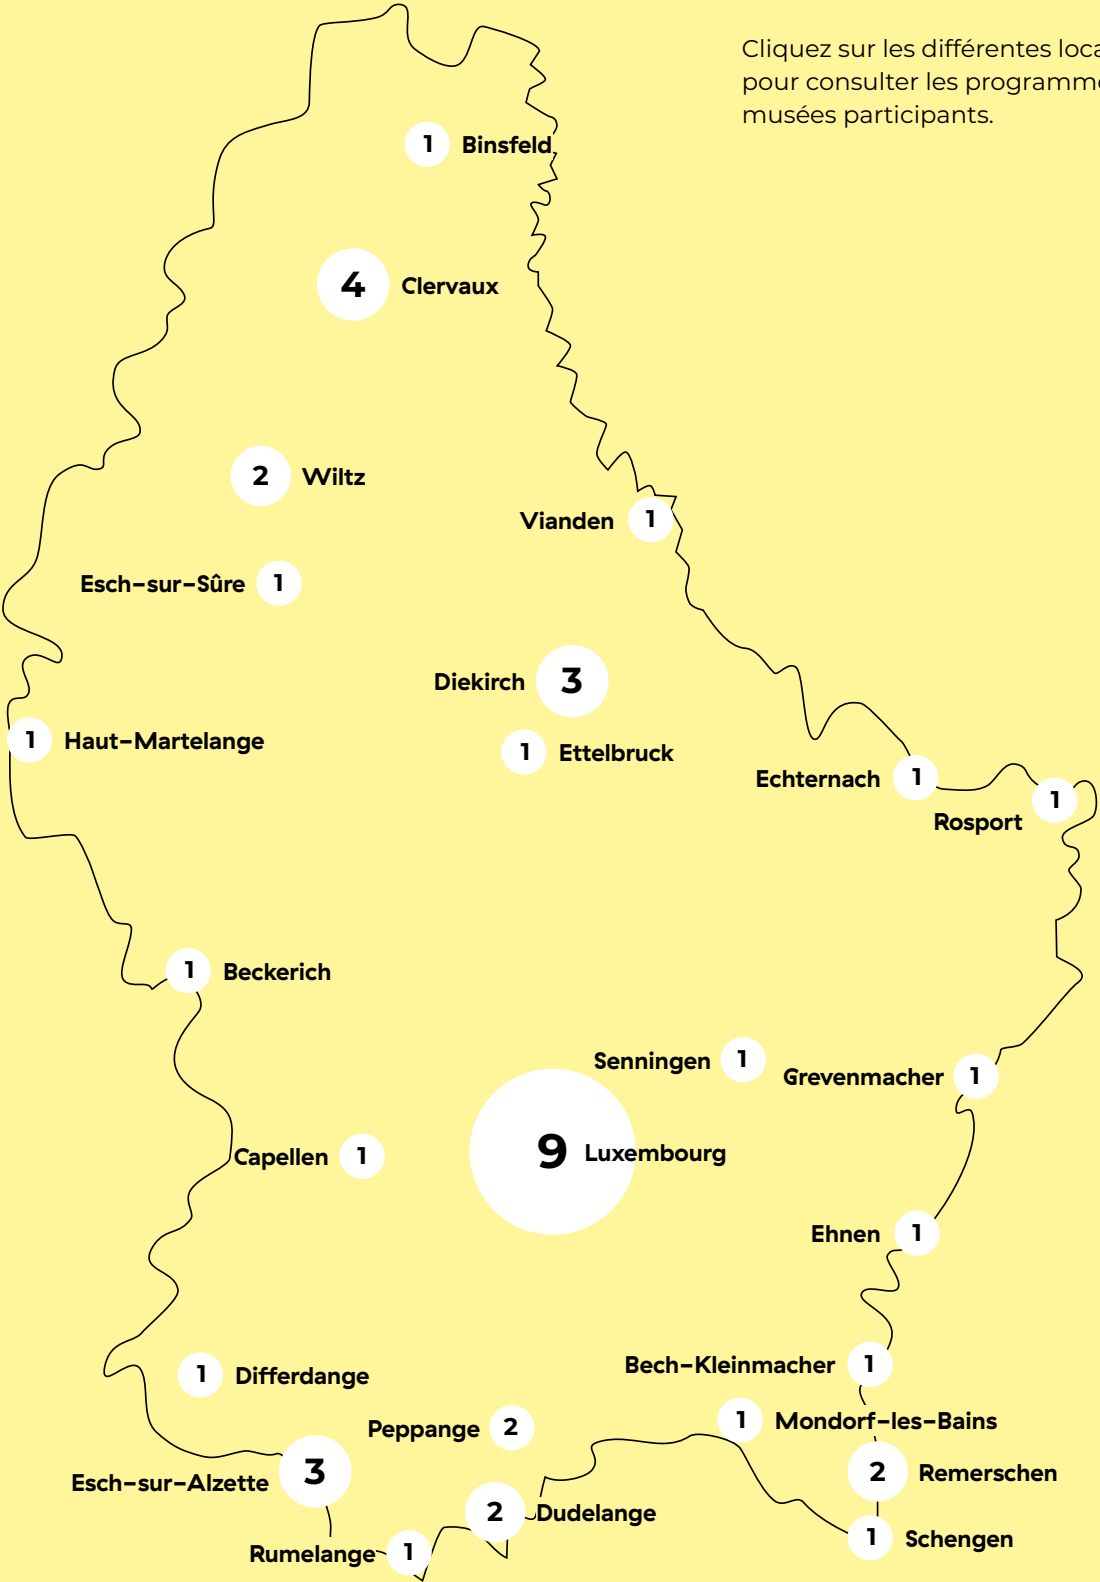 Cliquez sur les différentes
pour consulter les
musées participants.
1 Binsfeld
4 Clervaux
2 Wiltz
Vianden 1
Esch-sur-Sûre 1
Diekirch 3
1 Haut-Martelange
1 Ettelbruck
Echternach 1
1
Rosport
1 Beckerich
Senningen 1
Grevenmacher 1
9 Luxembourg
Capellen 1
Ehnen 1
Bech-Kleinmacher 1
1 Differdange
1 Mondorf-les-Bains
Peppange 2
Esch-sur-Alzette 3
2 Remerschen
2 Dudelange
1 Schengen
Rumelange 1